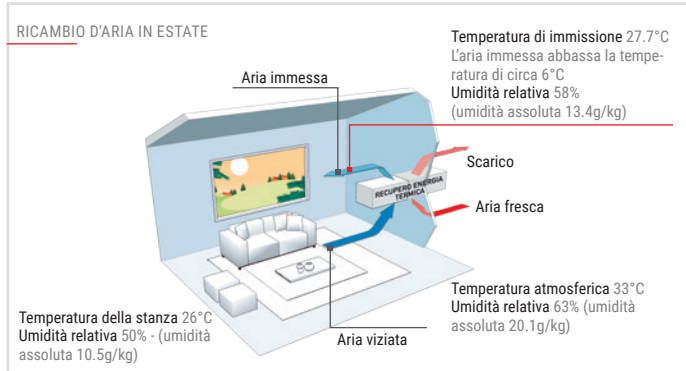 RICAMBIO D'ARIA IN ESTATE
Temperatura di immissione 27.7°C
L'aria immessa abbassa la tempe-
ratura di circa 6°C
Umidità relativa 58%
(umidità assoluta 13.4g/kg)
Aria immessa
Scarico
RECUPERO ENERGIA
TERMICA
Aria fresca
Temperatura atmosferica 33°C
Umidità relativa 63% (umidità
assoluta 20.1g/kg)
Temperatura della stanza 26°C
Umidità relativa 50% - (umidità
assoluta 10.5g/kg)
Aria viziata